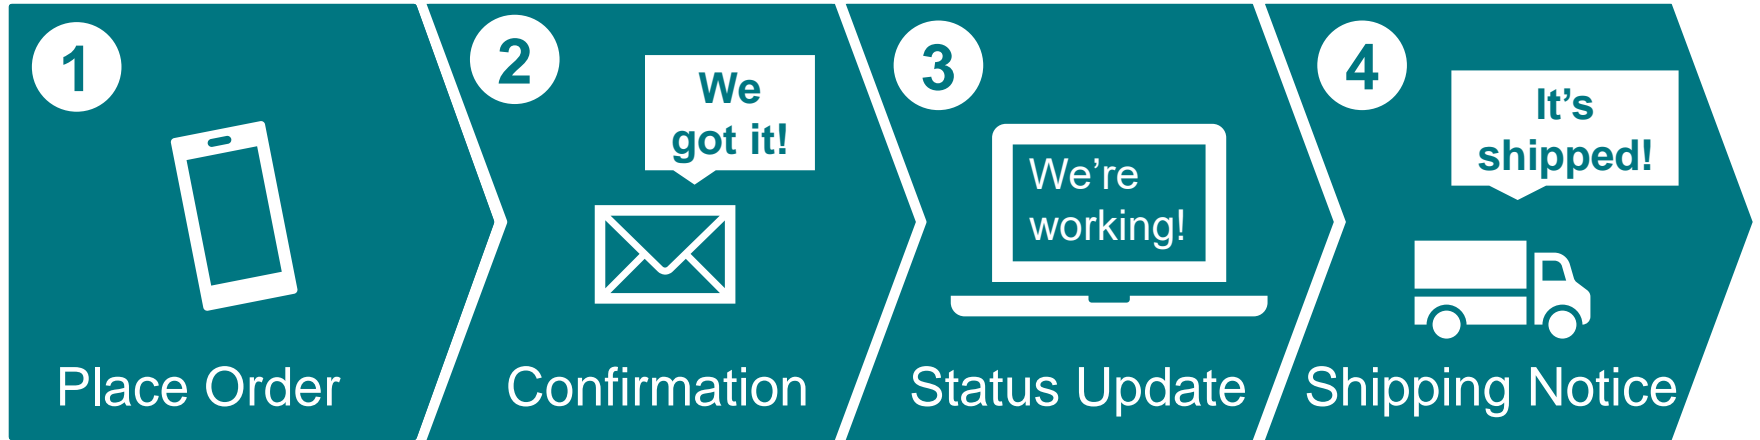 1
Place Order
2
We
got it!
Confirmation
3
We’re
working!
Status Update
4
It’s
shipped!
Shipping Notice